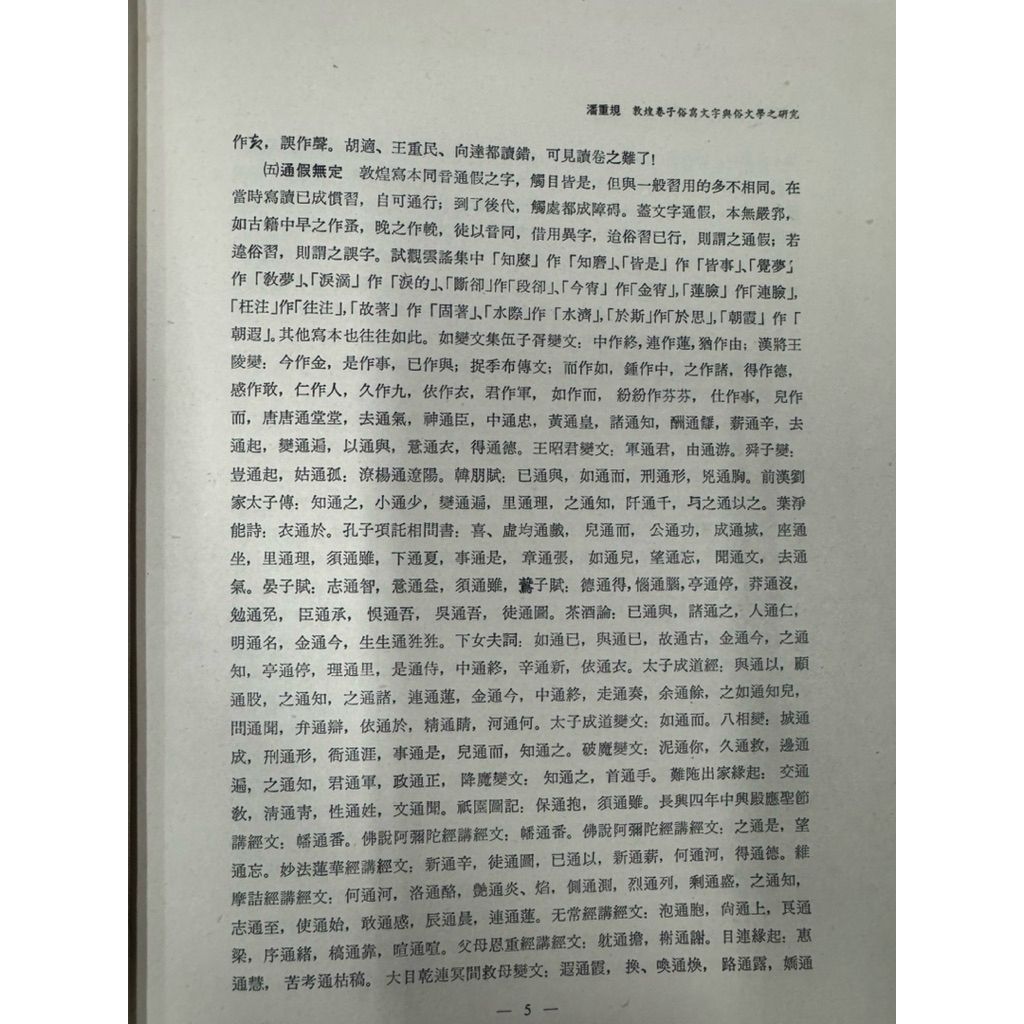 潘重規 敦煌卷子俗寫文字與俗文學之研究
作亥,誤作聲。胡適、王重民、向達都讀錯,可見讀卷之難了!
㈤通假無定 敦煌寫本同音通假之字,觸目皆是,但與一般習用的多不相同。在
當時寫讀已成慣習,自可通行;到了後代,觸處都成障碍。蓋文字通假,本無嚴郛,
如古籍中早之作蚤,晚之作輓,徒以音同,借用異字,迨俗習已行,則謂之通假;若
違俗習,則謂之誤字。試觀雲謠集中「知麼」作「知磨」、「皆是」作「皆事」、「覺夢」
作「教夢」、「淚滴」作「淚的」、「斷卻」作「段卻」、「今宵」作「金宵」,「蓮臉」作「連臉」,
「枉注」作「往注」,「故著」作「固著」、「水際」作「水濟」,「於斯」作「於思」,「朝霞」作「
朝遐」。其他寫本也往往如此。如變文集伍子胥變文:中作終,連作蓮,猶作由;漢將王
陵變:今作金,是作事,已作與;捉季布傳文;而作如,鍾作中,之作諸,得作德,
感作敢,仁作人,久作九,依作衣,君作軍,如作而,紛紛作芬芬,仕作事,兒作
而,唐唐通堂堂,去通氣,神通臣,中通忠,黃通皇,諸通知,酬通讎,薪通辛,去
通起,變通遍,以通與,意通衣,得通德。王昭君變文:軍通君,由通游。舜子變:
豈通起,姑通孤:潦楊通遼陽。韓朋賦:已通與,如通而,刑通形,兇通胸。前漢劉
家太子傳:知通之,小通少,變通遍,里通理,之通知,阡通千,与之通以之。葉淨
能詩:衣通於。孔子項託相問書:喜、虛均通戲,兒通而,公通功,成通城,座通
坐,里通理,須通雖,下通夏,事通是,章通張,如通兒,望通忘,聞通文,去通
氣。晏子賦:志通智,意通益,須通雖,鷰子賦:德通得,惱通腦,亭通停,莽通沒,
勉通免,臣通承,悞通吾,吳通吾,徒通圖。茶酒論:已通與,諸通之,人通仁,
明通名,金通今,生生通狌狌。下女夫詞:如通已,與通已,故通古,金通今,之通
知,亭通停,理通里,是通侍,中通終,辛通新,依通衣。太子成道經:與通以,顧
通股,之通知,之通諸,連通蓮,金通今,中通終,走通奏,余通餘,之如通知兒,
問通聞,弁通辯,依通於,精通睛,河通何。太子成道變文:如通而。八相變:城通
成,刑通形,衙通涯,事通是,兒通而,知通之。破魔變文:泥通你,久通救,邊通
遍,之通知,君通軍,政通正,降魔變文:知通之,首通手。難陁出家緣起:交通
教,清通青,性通姓,文通聞。祇園圖記:保通抱,須通雖。長興四年中興殿應聖節
講經文:幡通番。佛說阿彌陀經講經文:幡通番。佛說阿彌陀經講經文:之通是,望
通忘。妙法蓮華經講經文:新通辛,徒通圖,已通以,新通薪,何通河,得通德。維
摩詰經講經文:何通河,洛通酪,艷通炎、焰,側通測,烈通列,剩通盛,之通知,
志通至,使通始,敢通感,辰通晨,連通蓮。无常經講經文:泡通胞,尙通上,莨通
梁,序通緒,稿通靠,喧通喧。父母恩重經講經文:躭通擔,榭通謝。目連緣起:惠
通慧,苦考通枯稿。大目乾連冥間救母變文:遐通霞,換、喚通煥,路通露,嬌通
— 5 —